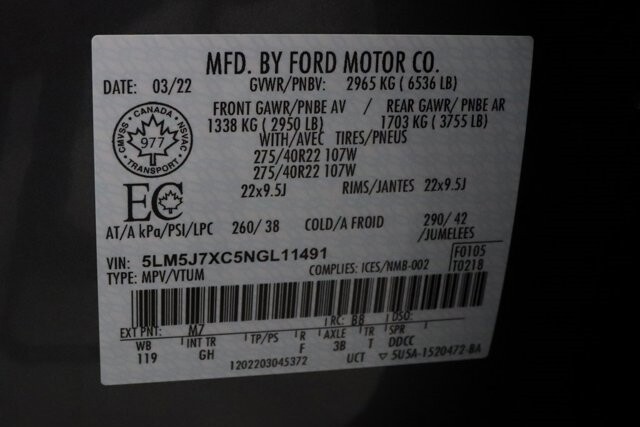 MFD. BY FORD MOTOR CO.
DATE: 03/22 GVWR/PNBV: 2965 KG ( 6536 LB)
FRONT GAWR/PNBE AV / REAR GAWR/ PNBE AR
1338 KG ( 2950 LB) 1703 KG ( 3755 LB)
WITH/AVEC TIRES/PNEUS
275/40R22 107W
275/40R22 107W
22x9.5J RIMS/JANTES 22x9.5J
CANADA
CMVSS NSVAC
977
TRANSPORT
EC
AT/A kPa/PSI/LPC 260/ 38 COLD/A FROID 290/ 42
/JUMELEES
VIN: 5LM5J7XC5NGL11491 F0105
TYPE: MPV/VTUM COMPLIES: ICES/NMB-002 T0218
EXT PNT: M7 RC: BB DSO:
WB INT TR TP/PS R AXLE TR SPR
119 GH F 3B T DDCC
1202203045372 UCT ▽ 5U5A-1520472-BA